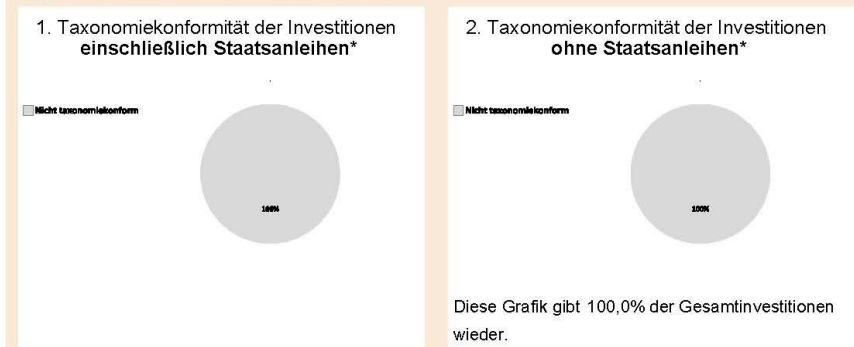 1. Taxonomiekonformität der Investitionen
einschließlich Staatsanleihen*
Nicht taxonomiekonform
100%
2. Taxonomieкonformität der Investitionen
ohne Staatsanleihen*
Nicht taxonomiekonform
100%
Diese Grafik gibt 100,0% der Gesamtinvestitionen
wieder.